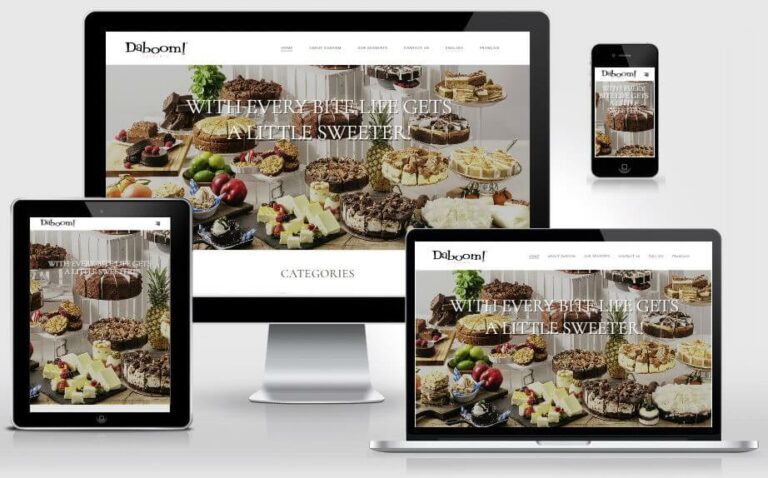 Daboom!
DESSERTS
HOME ABOUT DABOOM OUR DESSERTS CONTACT US ENGLISH FRANÇAIS
WITH EVERY BITE LIFE GETS
A LITTLE SWEETER!
CATEGORIES
Daboom!
WITH EVERY
BITE LIFE GETS
A LITTLE
SWEETER!
Daboom!
WITH EVERY BITE LIFE GETS
A LITTLE SWEETER!
Daboom!
HOME ABOUT DABOOM OUR DESSERTS CONTACT US ENGLISH FRANÇAIS
WITH EVERY BITE LIFE GETS
A LITTLE SWEETER!